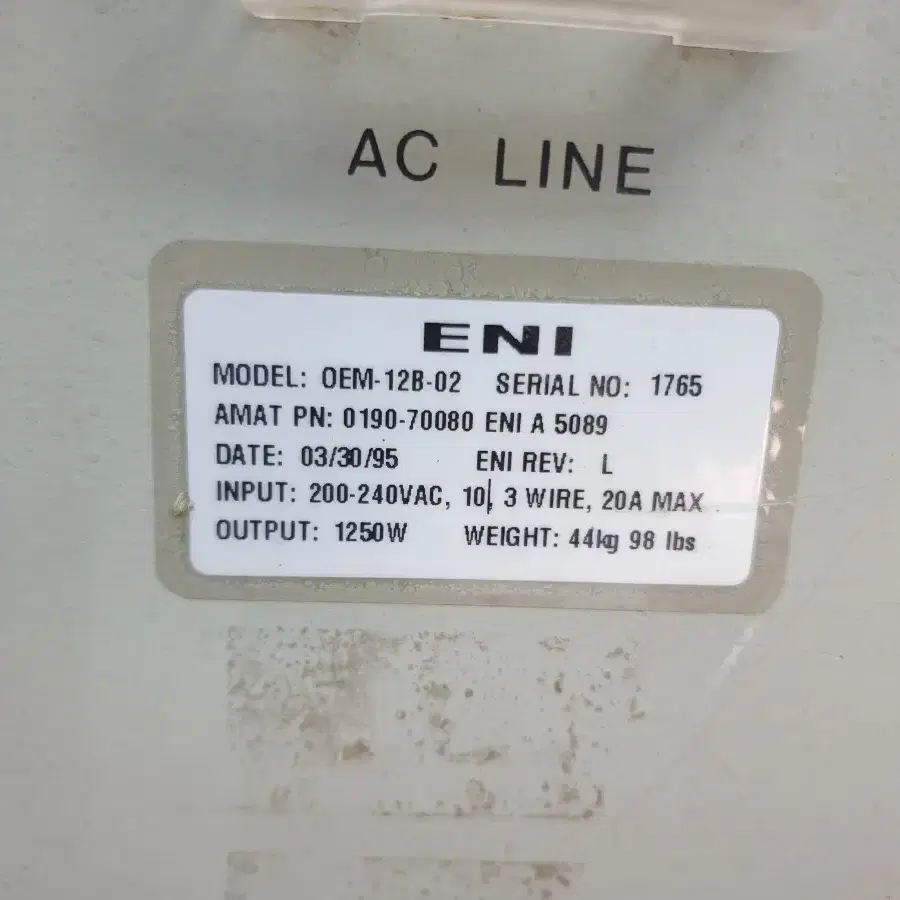 AC LINE
ENI
MODEL: OEM-12B-02 SERIAL NO: 1765
AMAT PN: 0190-70080 ENI A 5089
DATE: 03/30/95 ENI REV: L
INPUT: 200-240VAC, 10|, 3 WIRE, 20A MAX
OUTPUT: 1250W WEIGHT: 44kg 98 lbs